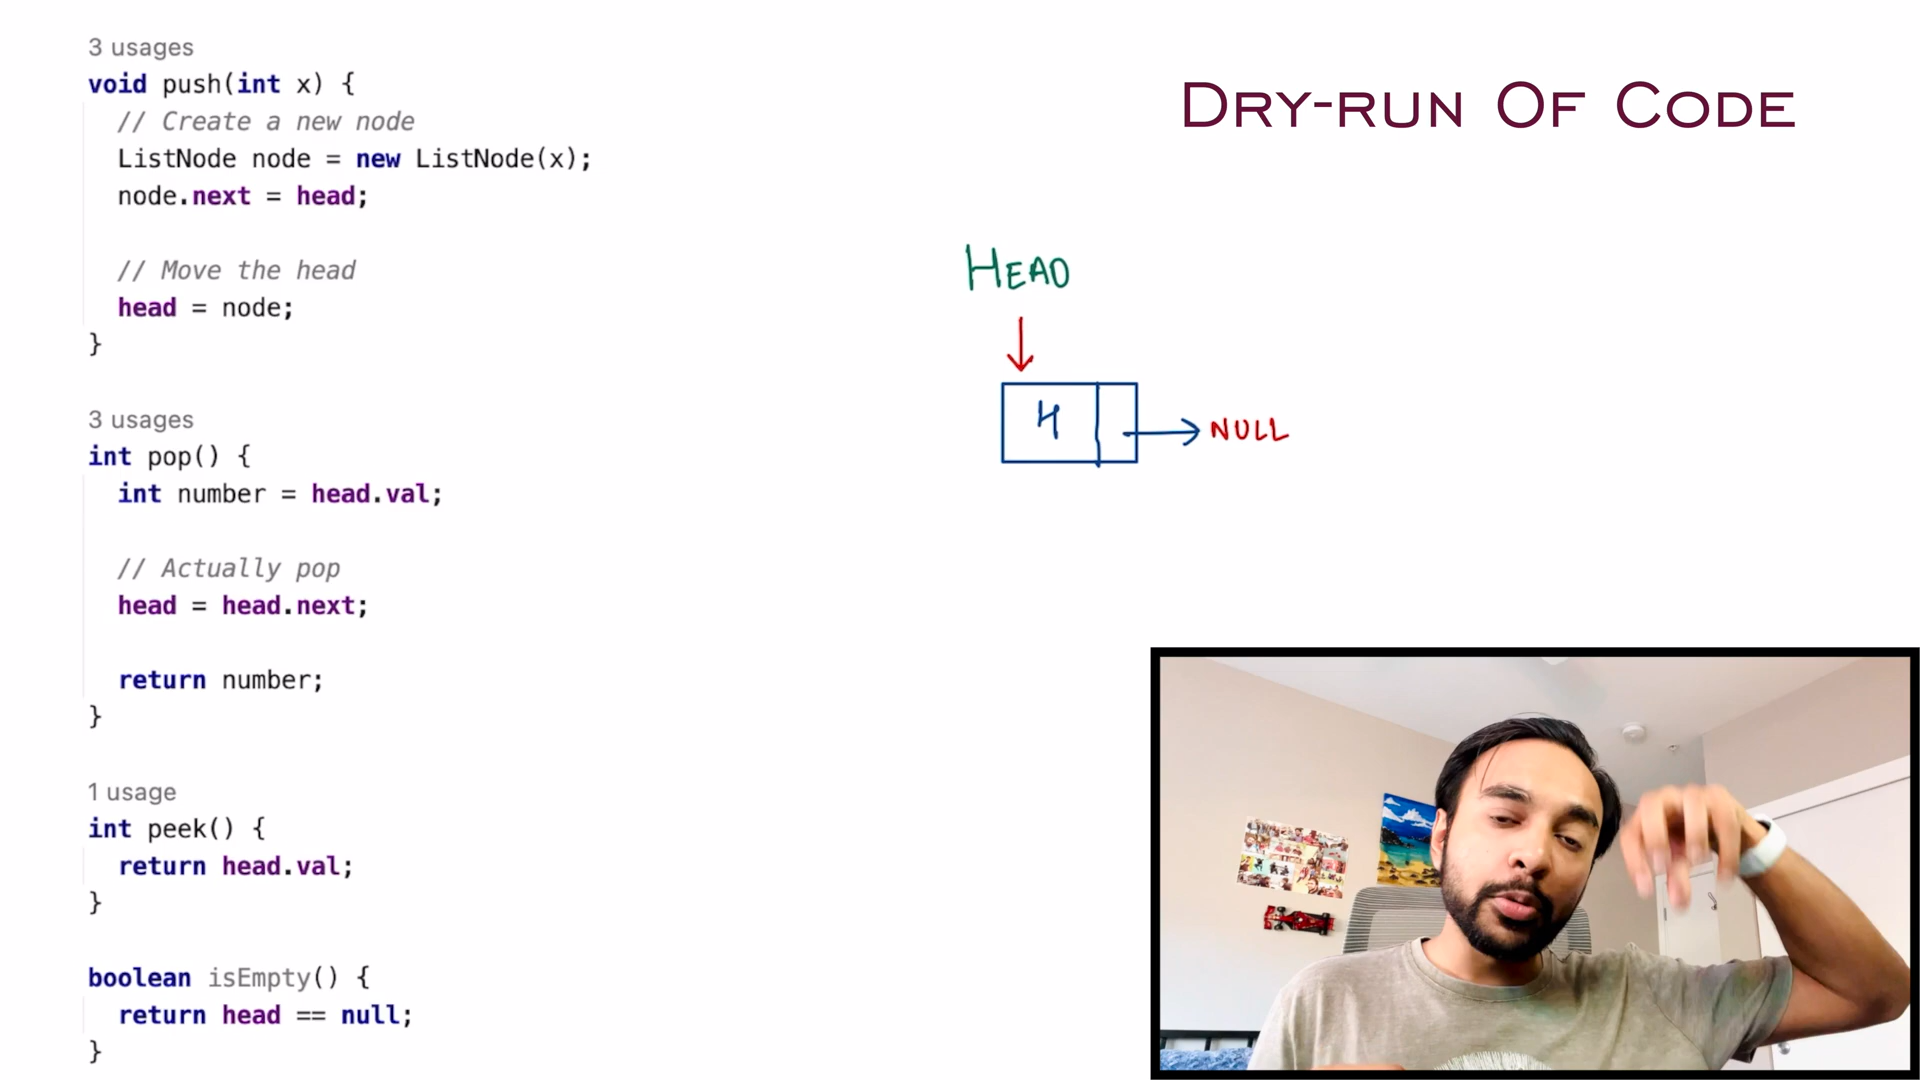 3 usages
void push(int x) {
// Create a new node
ListNode node = new ListNode(x);
node.next = head;
// Move the head
head = node;
}
3 usages
int pop() {
int number = head.val;
// Actually pop
head = head.next;
return number;
}
1 usage
int peek() {
return head.val;
}
boolean isEmpty() {
return head == null;
}
DRY-RUN OF CODE
HEAD
4
NULL